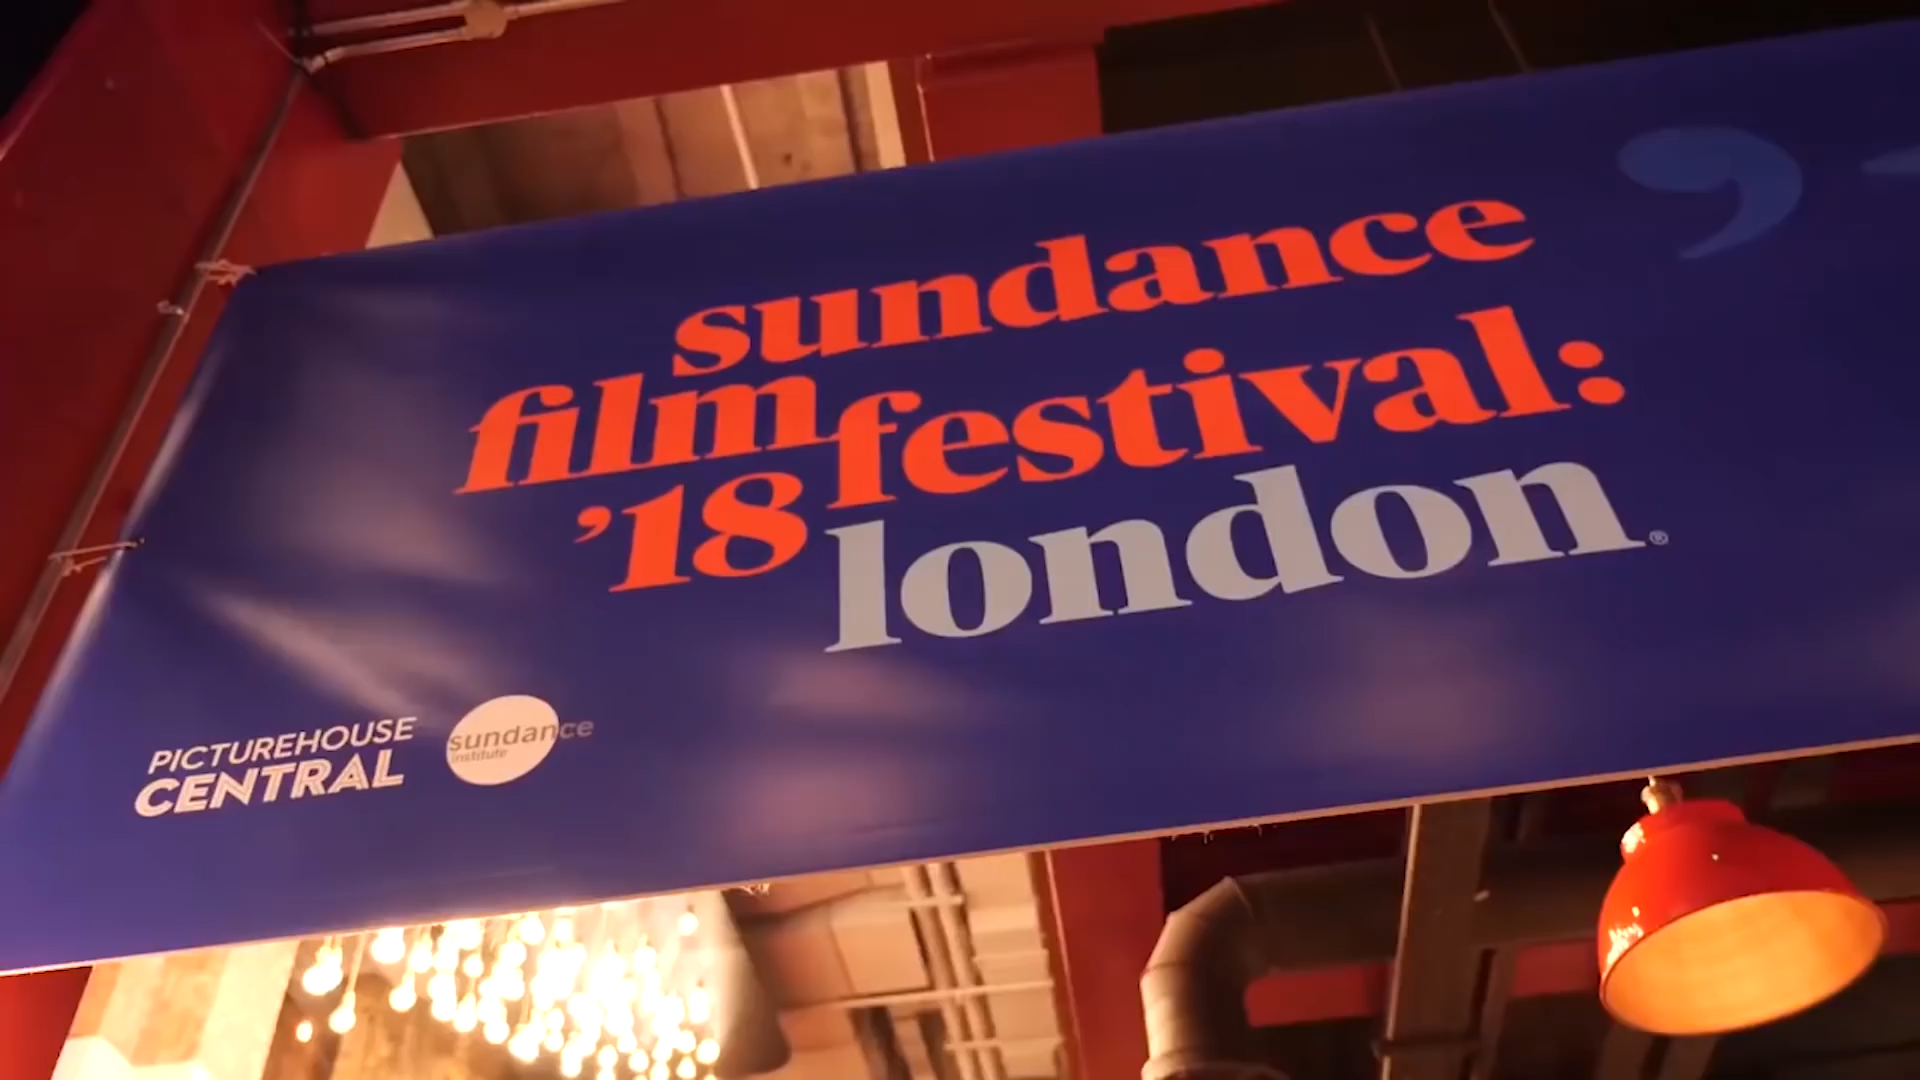 sundance
film festival:
’18 london®
PICTUREHOUSE
CENTRAL
sundance
institute